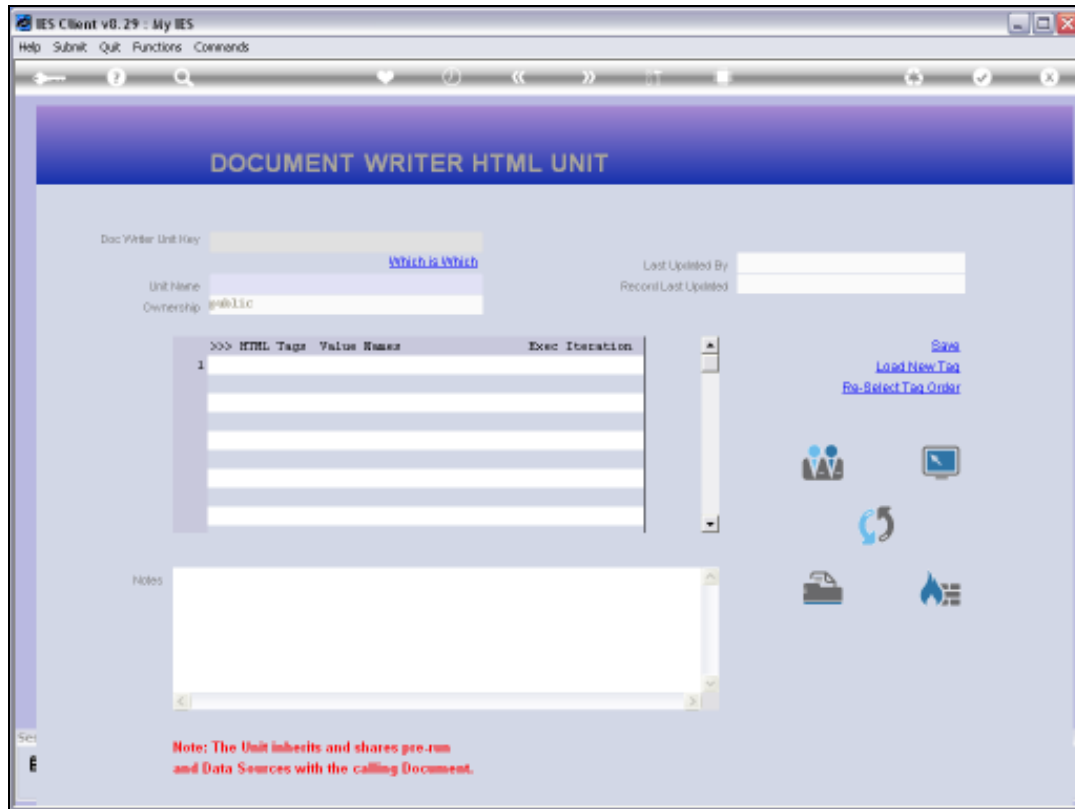 IES Client v8.29 : My IES
Help Submit Quit Functions Commands
DOCUMENT WRITER HTML UNIT
Doc Writer Unit Key
Which is Which
Last Updated By
Unit Name
Record Last Updated
Ownership public
>>> HTML Tags Value Names Exec Iteration
1
Save
Load New Tag
Re-Select Tag Order
Notes
Note: The Unit inherits and shares pre-run
and Data Sources with the calling Document.